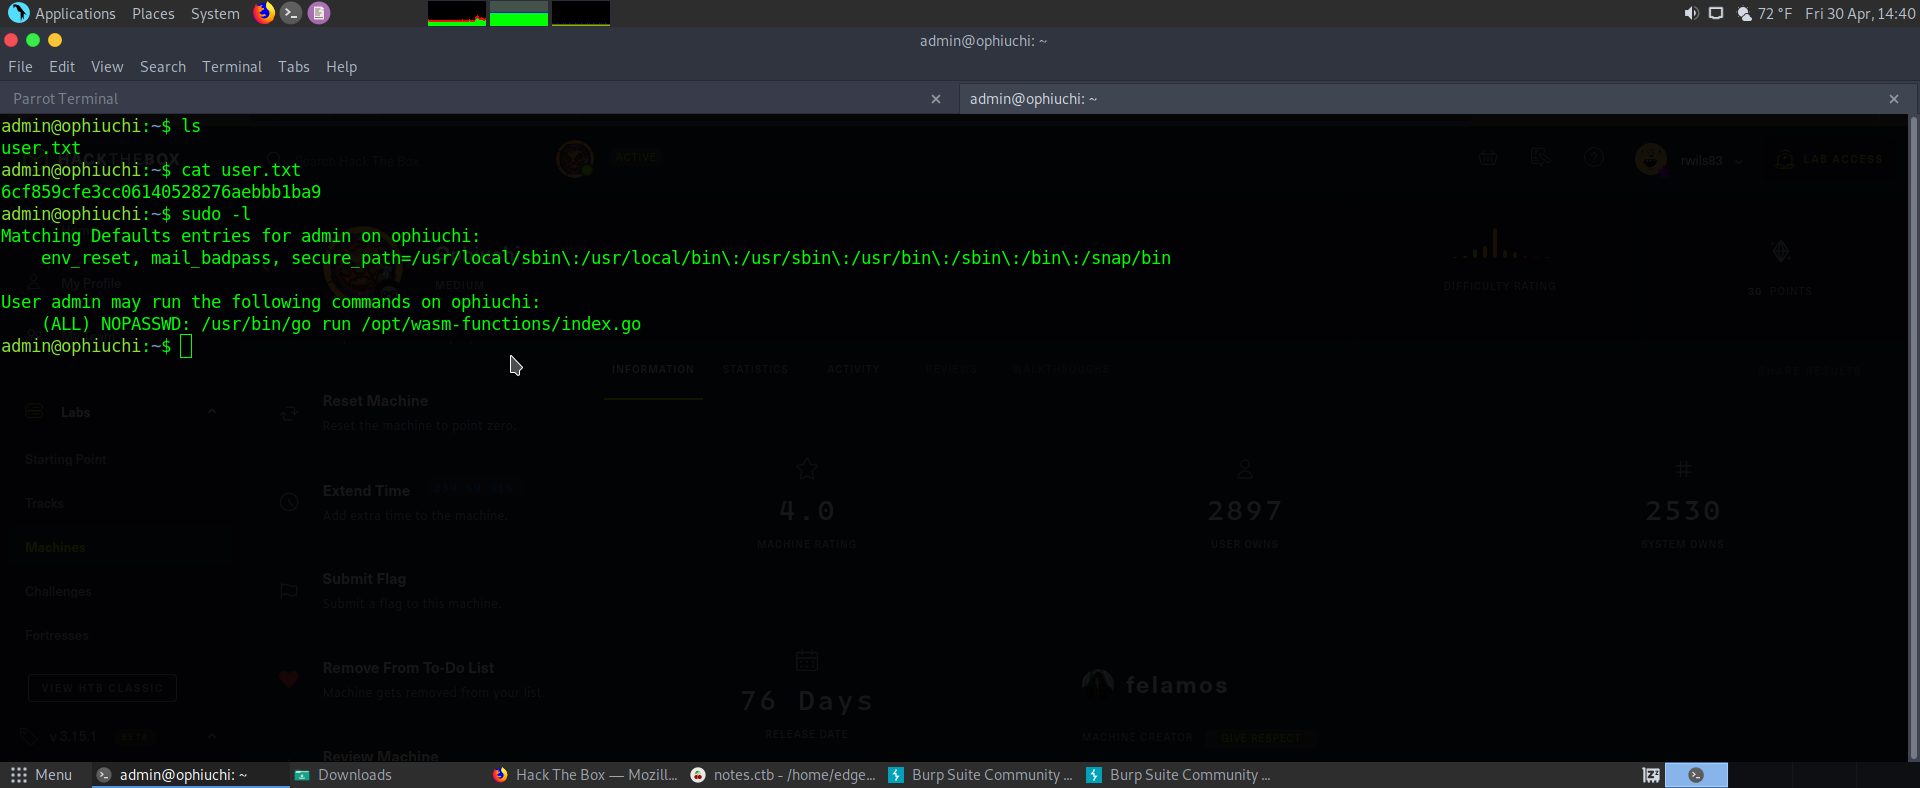 Applications Places System 72 °F Fri 30 Apr, 14:40
admin@ophiuchi: ~
File Edit View Search Terminal Tabs Help
Parrot Terminal × admin@ophiuchi: ~ ×
admin@ophiuchi:~$ ls
user.txt
HACKTHEBOX Search Hack The Box ACTIVE rwils83 LAB ACCESS
admin@ophiuchi:~$ cat user.txt
6cf859cfe3cc06140528276aebbb1ba9
admin@ophiuchi:~$ sudo -l
Matching Defaults entries for admin on ophiuchi:
env_reset, mail_badpass, secure_path=/usr/local/sbin\:/usr/local/bin\:/usr/sbin\:/usr/bin\:/sbin\:/bin\:/snap/bin
My Profile MEDIUM DIFFICULTY RATING 30 POINTS
User admin may run the following commands on ophiuchi:
(ALL) NOPASSWD: /usr/bin/go run /opt/wasm-functions/index.go
admin@ophiuchi:~$
INFORMATION STATISTICS ACTIVITY REVIEWS WALKTHROUGHS
Reset Machine
Labs
Reset the machine to point zero.
Starting Point
Extend Time
Tracks
Add extra time to the machine.
4.0 2897 2530
MACHINE RATING USER OWNS SYSTEM OWNS
Machines
Submit Flag
Challenges
Submit a flag to this machine.
Fortresses
Remove From To-Do List
VIEW HTB CLASSIC
Machine gets removed from your list.
76 Days felamos
RELEASE DATE MACHINE CREATOR GIVE RESPECT
v 3.15.1 BETA
Review Machine
Menu admin@ophiuchi: ~ Downloads Hack The Box — Mozill... notes.ctb - /home/edge... Burp Suite Community ... Burp Suite Community ...